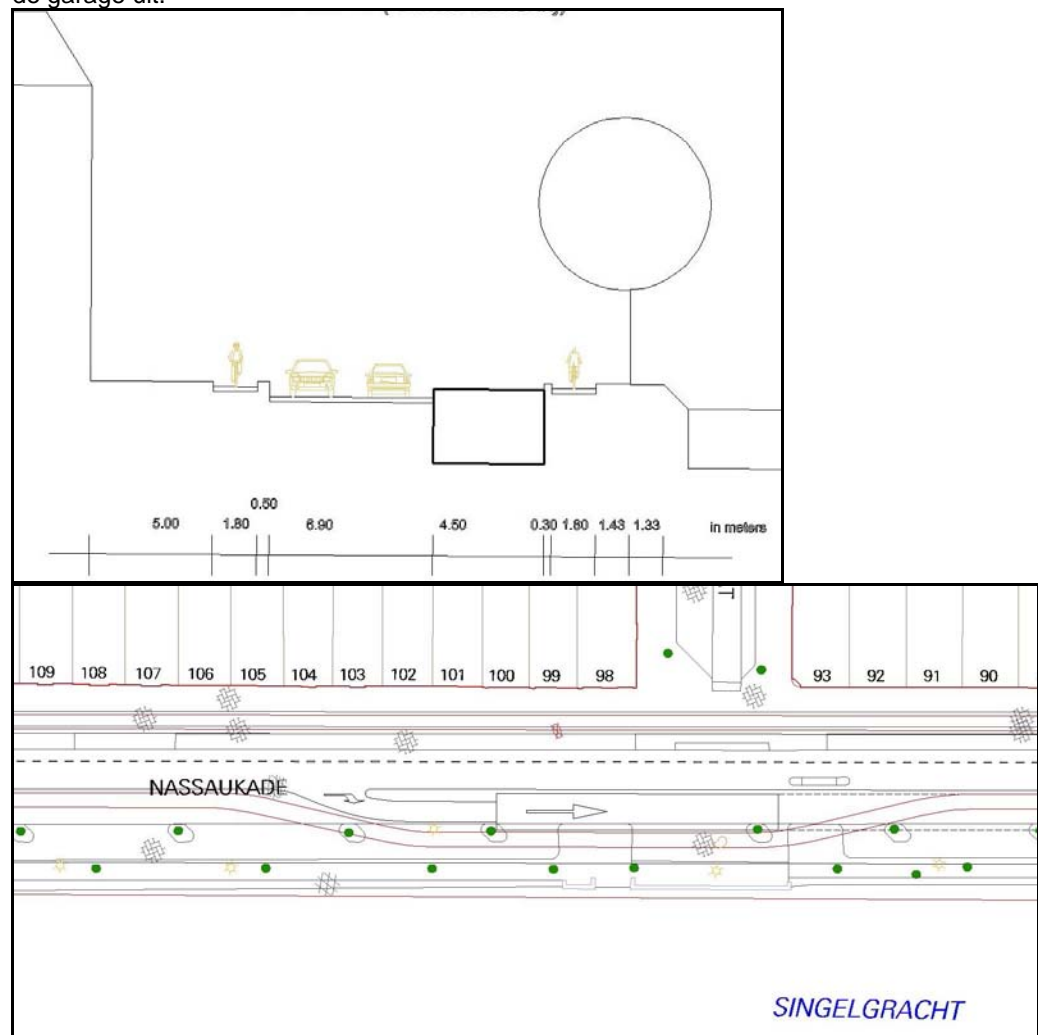 de garage uit.
0.50
5.00 1.80 6.90 4.50 0.30 1.80 1.43 1.33 in meters
109 108 107 106 105 104 103 102 101 100 99 98 93 92 91 90
NASSAUKADE
SINGELGRACHT